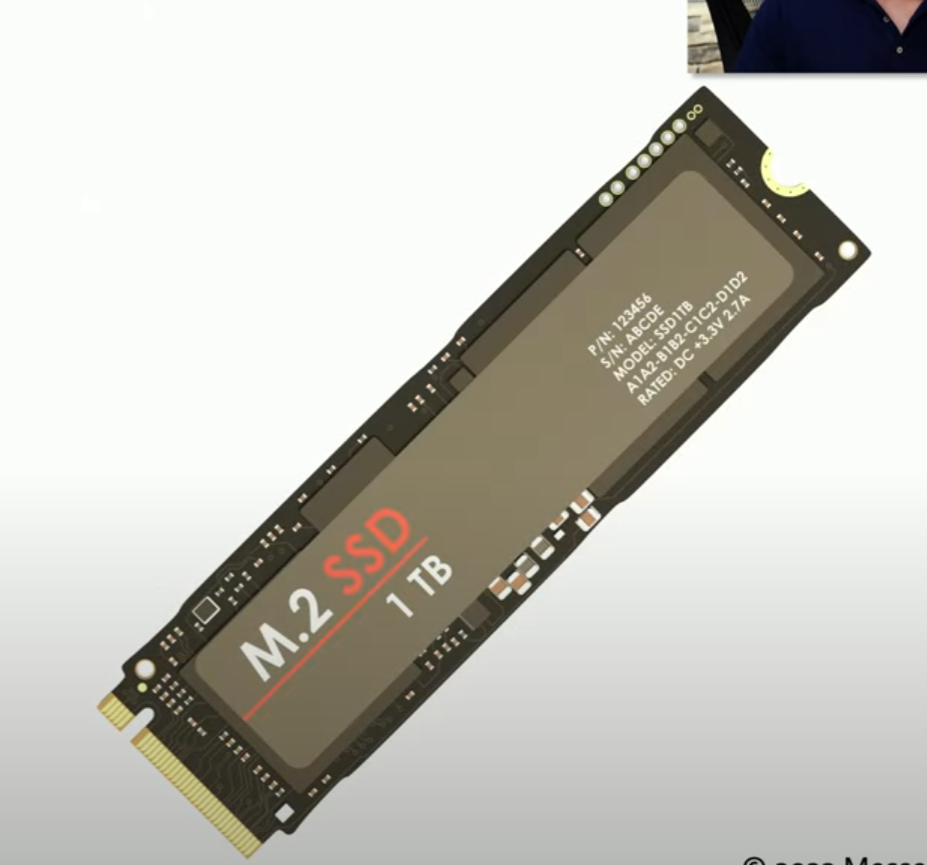 P/N: 123456
S/N: ABCDE
MODEL: SSD1TB
A1A2-B1B2-C1C2-D1D2
RATED: DC +3.3V 2.7A
M.2 SSD
1 TB
©